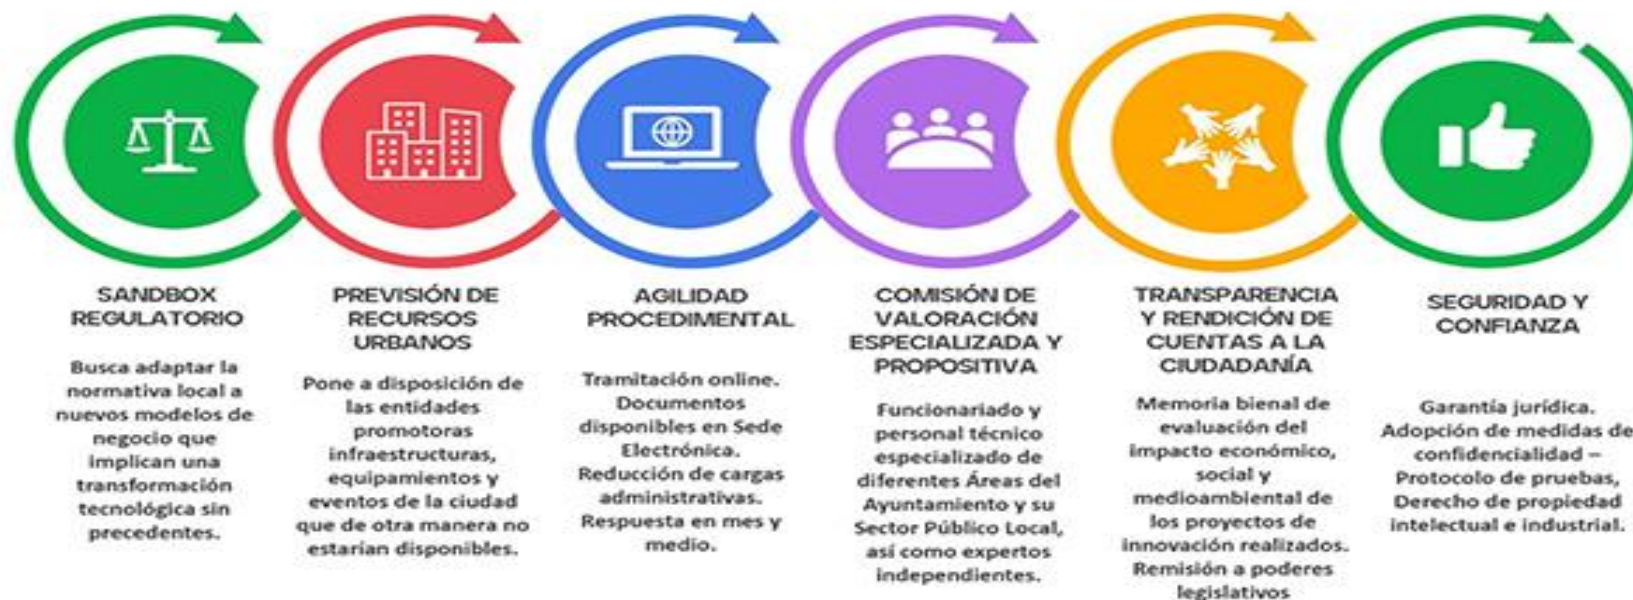 SANDBOX
REGULATORIO
Busca adaptar la
normativa local a
nuevos modelos de
negocio que
implican una
transformación
tecnológica sin
precedentes.
PREVISIÓN DE
RECURSOS
URBANOS
Pone a disposición de
las entidades
promotoras
infraestructuras,
equipamientos y
eventos de la ciudad
que de otra manera no
estarían disponibles.
AGILIDAD
PROCEDIMENTAL
Tramitación online.
Documentos
disponibles en Sede
Electrónica.
Reducción de cargas
administrativas.
Respuesta en mes y
medio.
COMISIÓN DE
VALORACIÓN
ESPECIALIZADA Y
PROPOSITIVA
Funcionariado y
personal técnico
especializado de
diferentes Áreas del
Ayuntamiento y su
Sector Público Local,
así como expertos
independientes.
TRANSPARENCIA
Y RENDICIÓN DE
CUENTAS A LA
CIUDADANÍA
Memoria bienal de
evaluación del
impacto económico,
social y
medioambiental de
los proyectos de
innovación realizados.
Remisión a poderes
legislativos
SEGURIDAD Y
CONFIANZA
Garantía jurídica.
Adopción de medidas de
confidencialidad –
Protocolo de pruebas,
Derecho de propiedad
intelectual e industrial.